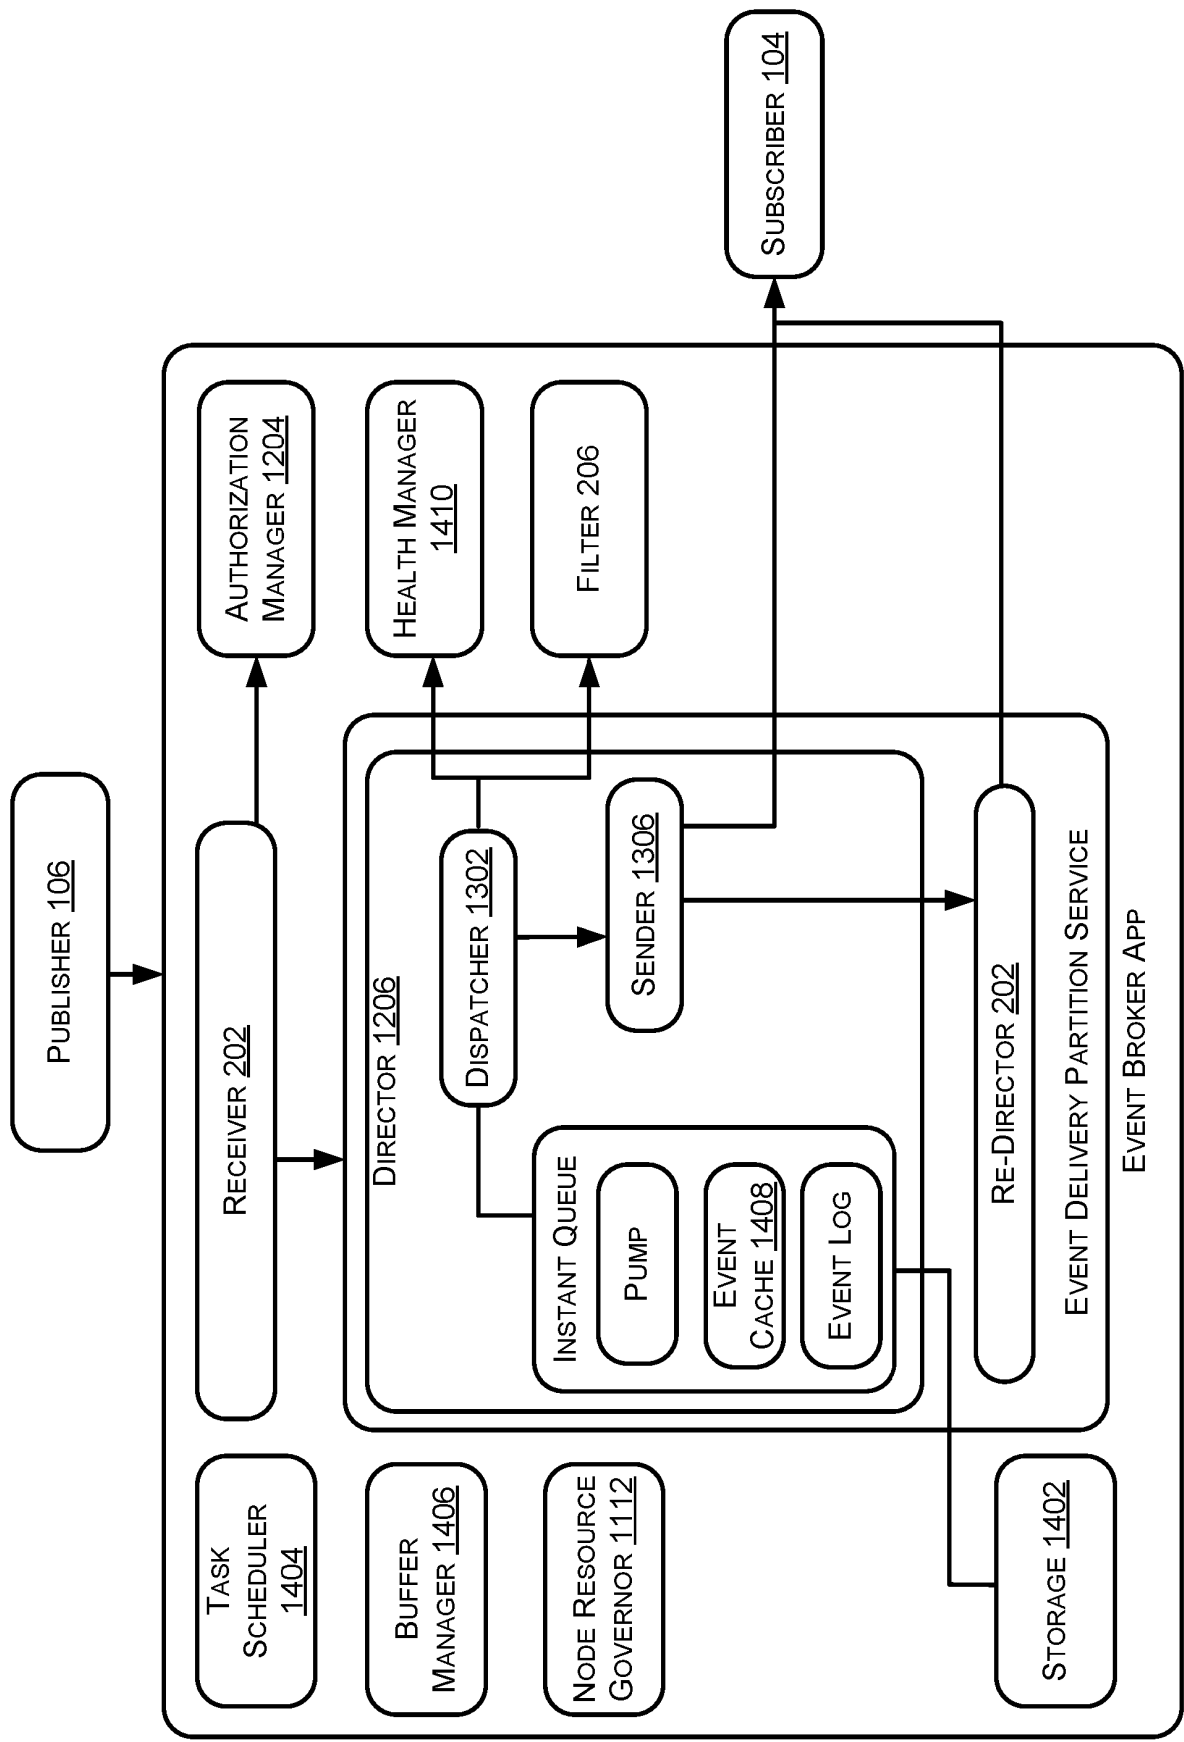 PUBLISHER 106
TASK
SCHEDULER
1404
RECEIVER 202
AUTHORIZATION
MANAGER 1204
BUFFER
MANAGER 1406
DIRECTOR 1206
DISPATCHER 1302
HEALTH MANAGER
1410
NODE RESOURCE
GOVERNOR 1112
INSTANT QUEUE
PUMP
EVENT
CACHE 1408
EVENT LOG
SENDER 1306
FILTER 206
SUBSCRIBER 104
STORAGE 1402
RE-DIRECTOR 202
EVENT DELIVERY PARTITION SERVICE
EVENT BROKER APP